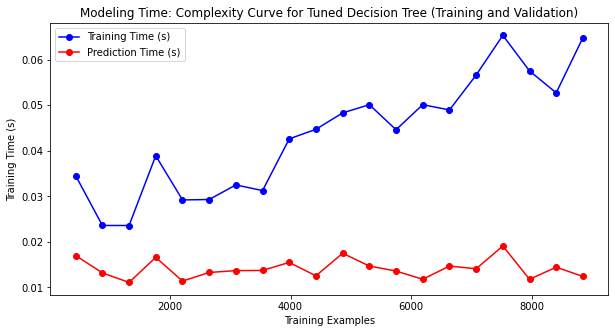 Modeling Time: Complexity Curve for Tuned Decision Tree (Training and Validation)
Training Time (s)
Prediction Time (s)
Training Time (s)
0.06
0.05
0.04
0.03
0.02
0.01
2000 4000 6000 8000
Training Examples